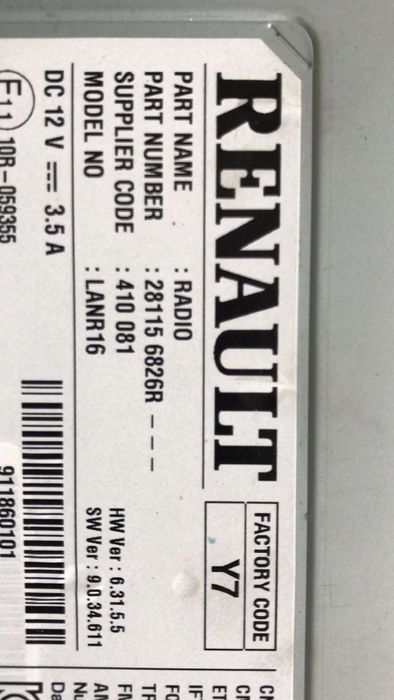 RENAULT
FACTORY CODE
Y7
PART NAME : RADIO
PART NUMBER : 28115 6826R - - -
SUPPLIER CODE : 410 081
MODEL NO : LANR16
HW Ver : 6.31.5.5
SW Ver : 9.0.34.611
DC 12 V ⎓ 3.5 A
E11 10R-059355
911860101